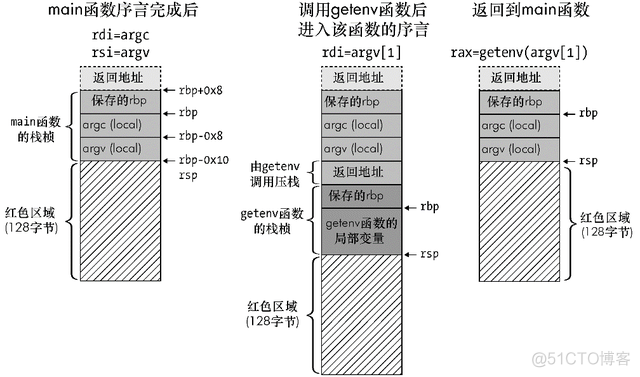 main函数序言完成后
rdi=argc
rsi=argv
返回地址
rbp+0x8
保存的rbp
rbp
argc (local)
rbp-0x8
argv (local)
rbp-0x10
rsp
main函数
的栈桢
红色区域
(128字节)
调用getenv函数后
进入该函数的序言
rdi=argv[1]
返回地址
保存的rbp
argc (local)
argv (local)
返回地址
由getenv
调用压栈
保存的rbp
rbp
getenv函数的
局部变量
rsp
getenv函数
的栈桢
红色区域
(128字节)
返回到main函数
rax=getenv(argv[1])
返回地址
保存的rbp
rbp
argc (local)
argv (local)
rsp
红色区域
(128字节)
@51CTO博客